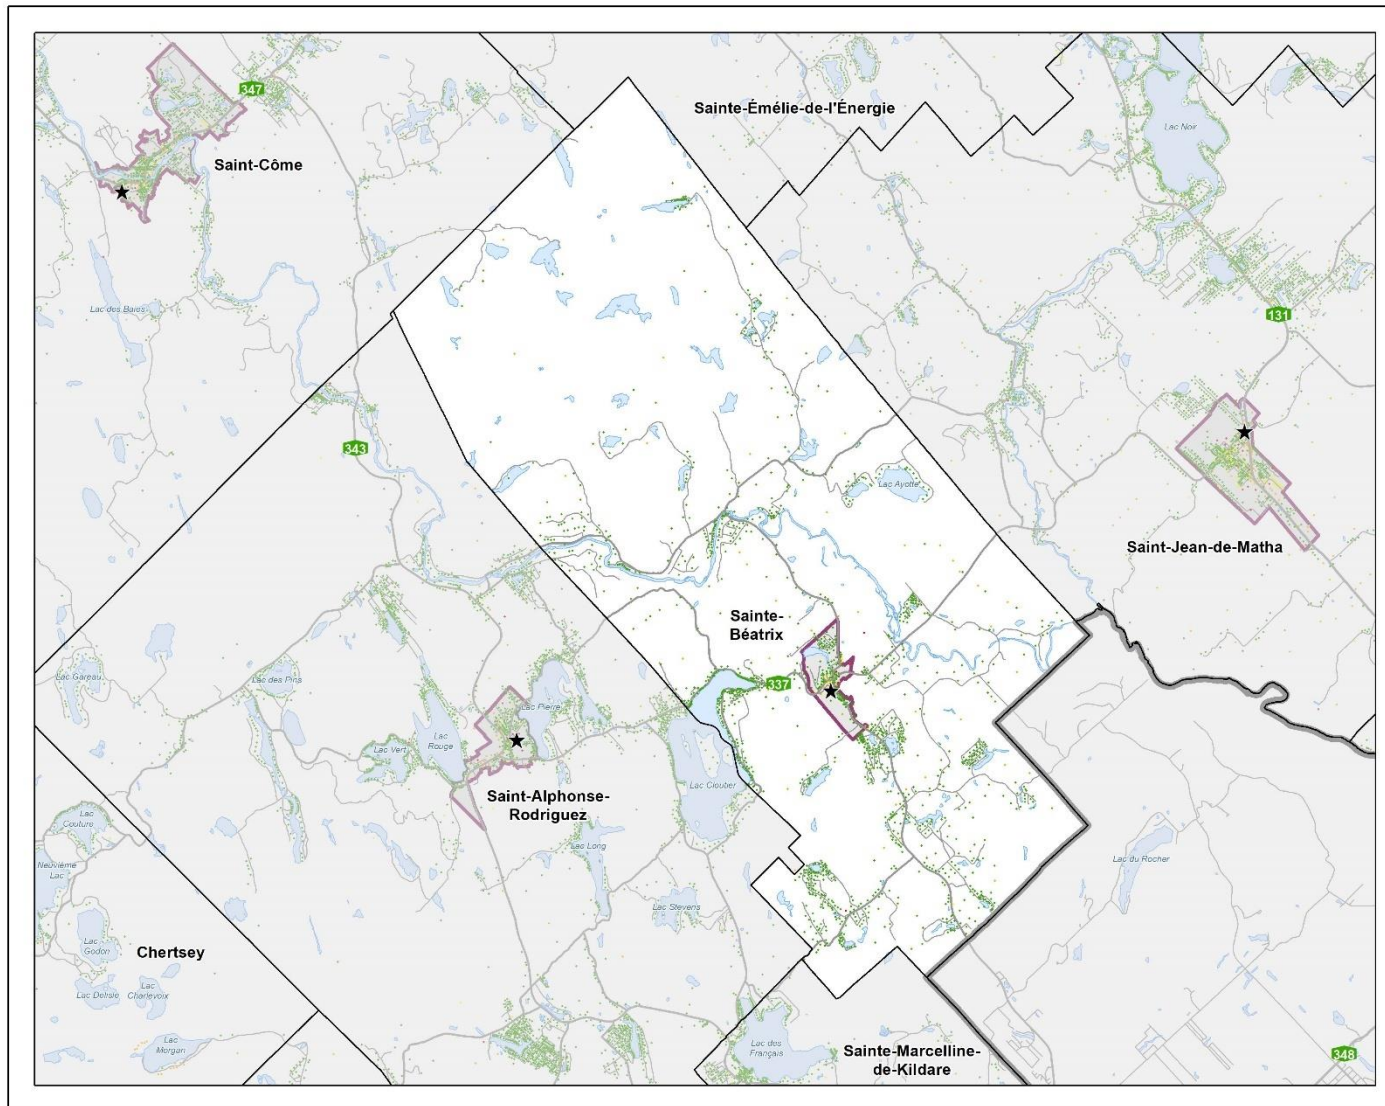 347
Sainte-Émélie-de-l'Énergie
Lac Noir
Saint-Côme
Lac des Baies
131
343
Lac Ayotte
Saint-Jean-de-Matha
Sainte-
Béatrix
Lac Gareau
Lac des Pins
337
Lac Pierre
Lac
Rouge
Lac Vert
Lac Cloutier
Saint-Alphonse-
Rodriguez
Lac
Couture
Lac Long
Neuvième
Lac
Lac du Rocher
Lac Stevens
Lac
Godon
Chertsey
Lac Delisle
Lac
Charlevoix
Lac
Morgan
Lac des
Français
Sainte-Marcelline-
de-Kildare
348